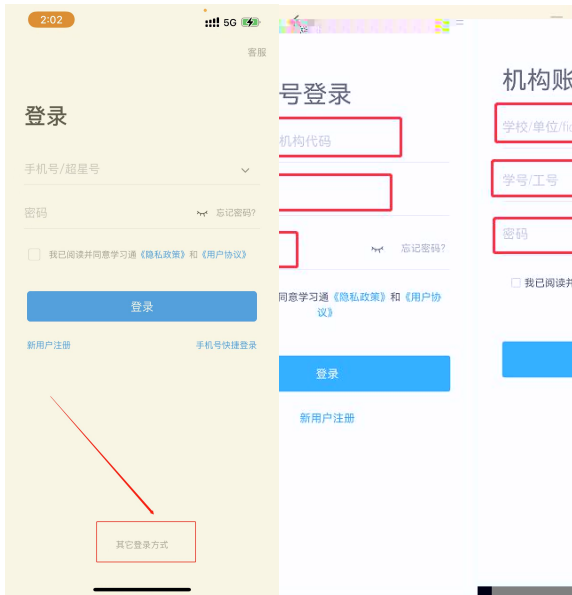 2:02
5G
客服
登录
手机号/超星号
密码
忘记密码?
我已阅读并同意学习通《隐私政策》和《用户协议》
登录
新用户注册
手机号快捷登录
其它登录方式
号登录
机构代码
忘记密码?
同意学习通《隐私政策》和《用户协
议》
登录
新用户注册
机构账
学校/单位/fid
学号/工号
密码
我已阅读并